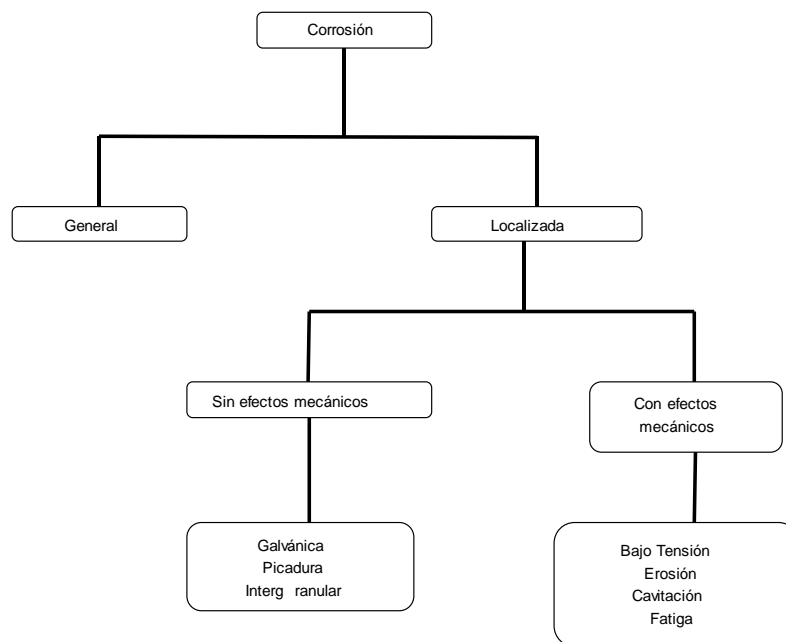 Corrosión
General
Localizada
Sin efectos mecánicos
Con efectos
mecánicos
Galvánica
Picadura
Interg ranular
Bajo Tensión
Erosión
Cavitación
Fatiga